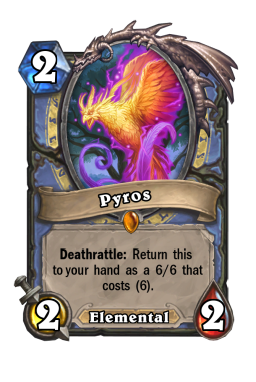 2
Pyros
Deathrattle: Return this
to your hand as a 6/6 that
costs (6).
2
Elemental
2